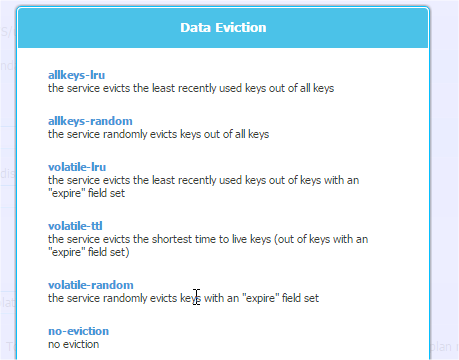 Data Eviction
allkeys-lru
the service evicts the least recently used keys out of all keys
allkeys-random
the service randomly evicts keys out of all keys
volatile-lru
the service evicts the least recently used keys out of keys with an
"expire" field set
volatile-ttl
the service evicts the shortest time to live keys (out of keys with an
"expire" field set)
volatile-random
the service randomly evicts keys with an "expire" field set
no-eviction
no eviction